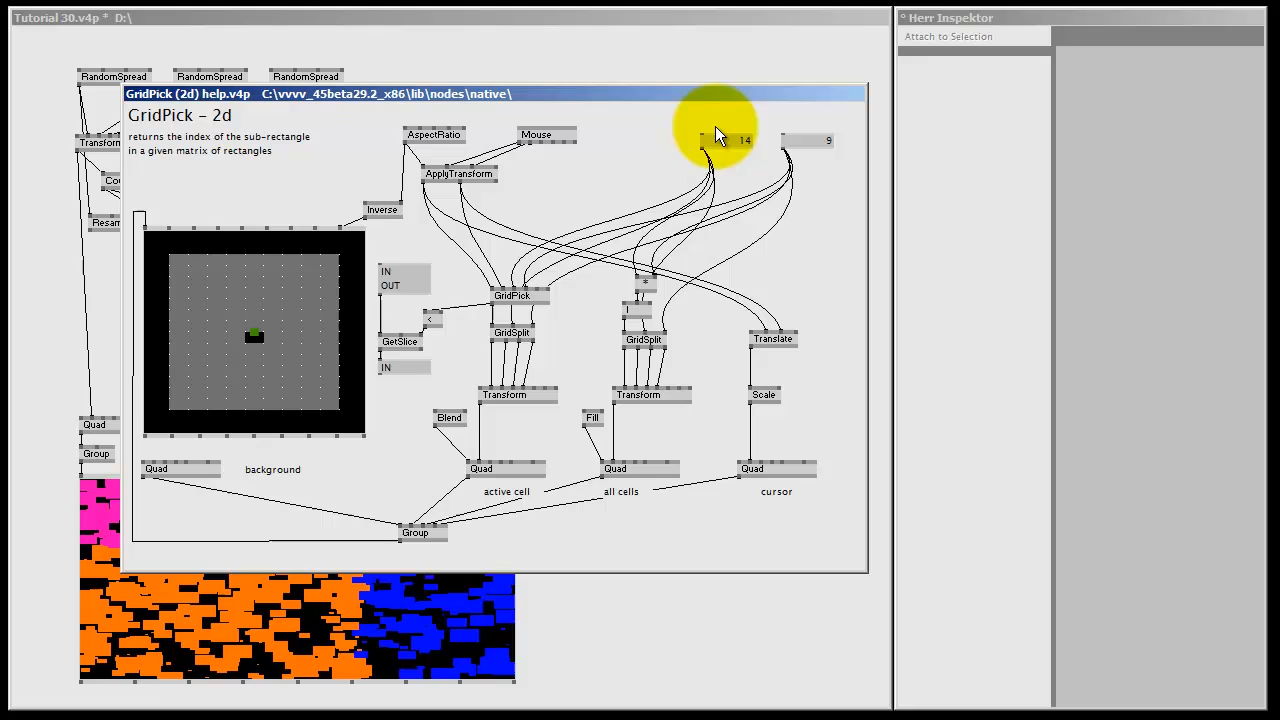 Tutorial 30.v4p * D:\
° Herr Inspektor
Attach to Selection
RandomSpread RandomSpread RandomSpread
GridPick (2d) help.v4p C:\vvvv_45beta29.2_x86\lib\nodes\native\
GridPick - 2d
returns the index of the sub-rectangle
in a given matrix of rectangles
AspectRatio Mouse 14 9
Transform
ApplyTransform
Inverse
IN
OUT
GridPick
*
<
|
GridSplit
GridSplit
GetSlice
Translate
IN
Transform Transform Scale
Blend Fill
Quad
Group
Quad background Quad Quad Quad
active cell all cells cursor
Group